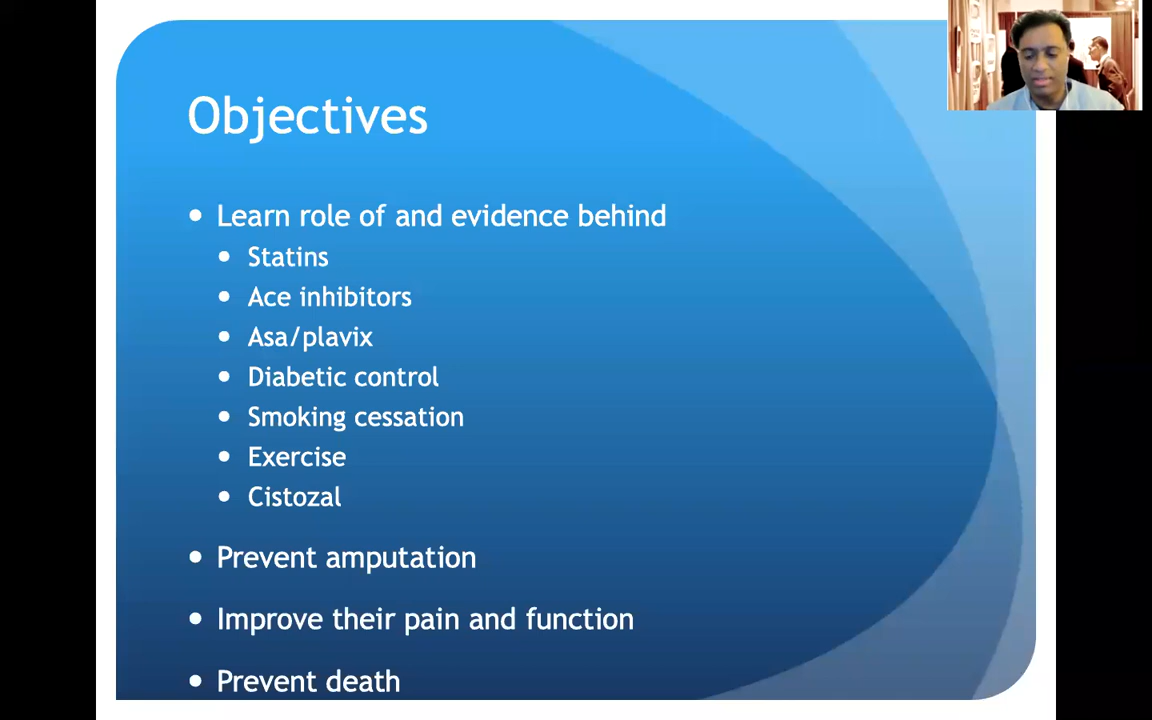 Objectives
Learn role of and evidence behind
Statins
Ace inhibitors
Asa/plavix
Diabetic control
Smoking cessation
Exercise
Cistozal
Prevent amputation
Improve their pain and function
Prevent death